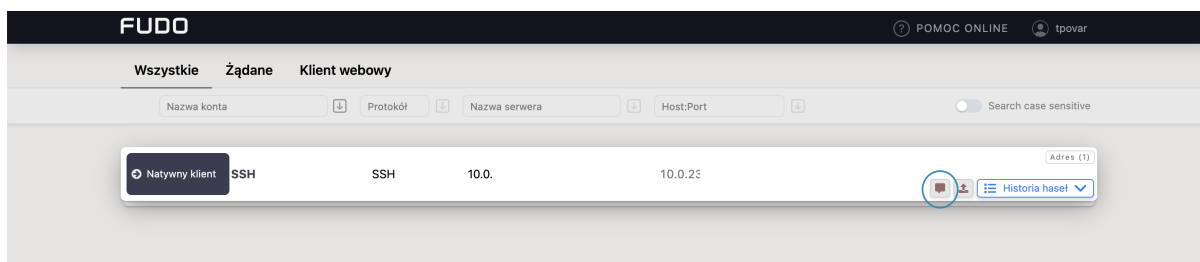 FUDO POMOC ONLINE tpovar
Wszystkie Żądane Klient webowy
Nazwa konta Protokół Nazwa serwera Host:Port Search case sensitive
Adres (1)
Natywny klient SSH SSH 10.0. 10.0.23
Historia haseł